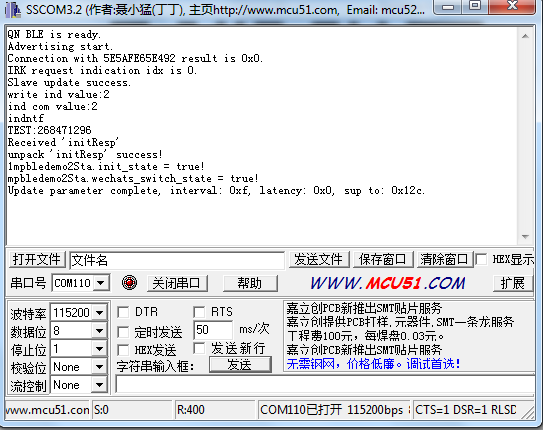 SSCOM3.2 (作者:聂小猛(丁丁), 主页http://www.mcu51.com, Email: mcu52...
QN BLE is ready.
Advertising start.
Connection with 5E5AFE65E492 result is 0x0.
IRK request indication idx is 0.
Slave update success.
write ind value:2
ind com value:2
indntf
TEST:268471296
Received 'initResp'
unpack 'initResp' success!
1mpbledemo2Sta.init_state = true!
mpbledemo2Sta.wechats_switch_state = true!
Update parameter complete, interval: 0xf, latency: 0x0, sup to: 0x12c.
打开文件 文件名 发送文件 保存窗口 清除窗口 HEX显示
串口号 COM110 关闭串口 帮助 WWW.MCU51.COM 扩展
波特率 115200 DTR RTS
数据位 8 定时发送 50 ms/次
停止位 1 HEX发送 发送新行
校验位 None 字符串输入框: 发送
流控制 None
嘉立创PCB新推出SMT贴片服务
嘉立创提供PCB打样.元器件.SMT一条龙服务
工程费100元，每焊盘0.03元。
嘉立创PCB新推出SMT贴片服务
无需钢网，价格低廉。调试首选！
www.mcu51.con S:0 R:400 COM110已打开 115200bps 8 CTS=1 DSR=1 RLSD